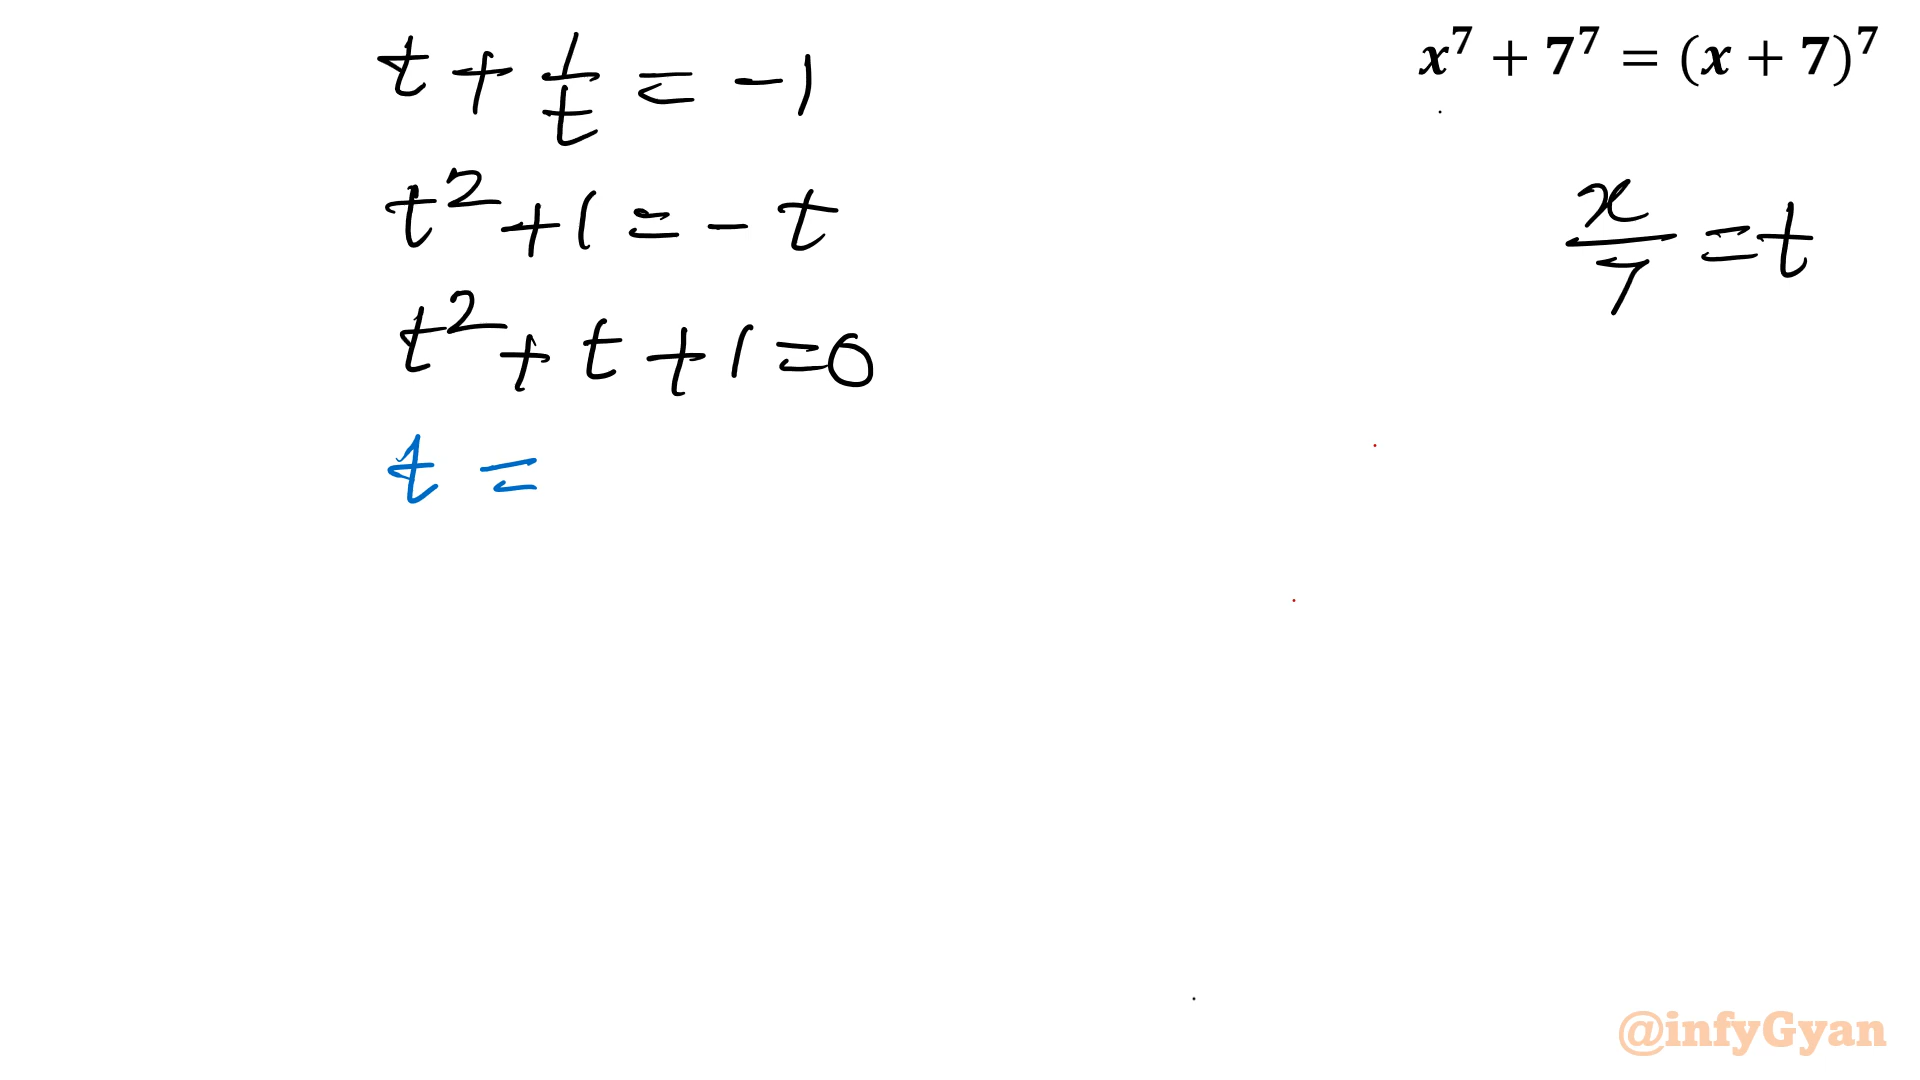 t + 1/t = -1
x⁷ + 7⁷ = (x + 7)⁷
t² + 1 = - t
x/7 = t
t² + t + 1 = 0
t =
@infyGyan